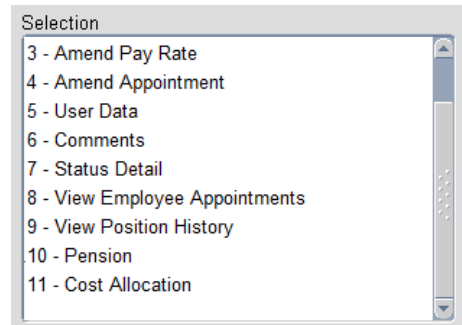 Selection
3 - Amend Pay Rate
4 - Amend Appointment
5 - User Data
6 - Comments
7 - Status Detail
8 - View Employee Appointments
9 - View Position History
10 - Pension
11 - Cost Allocation